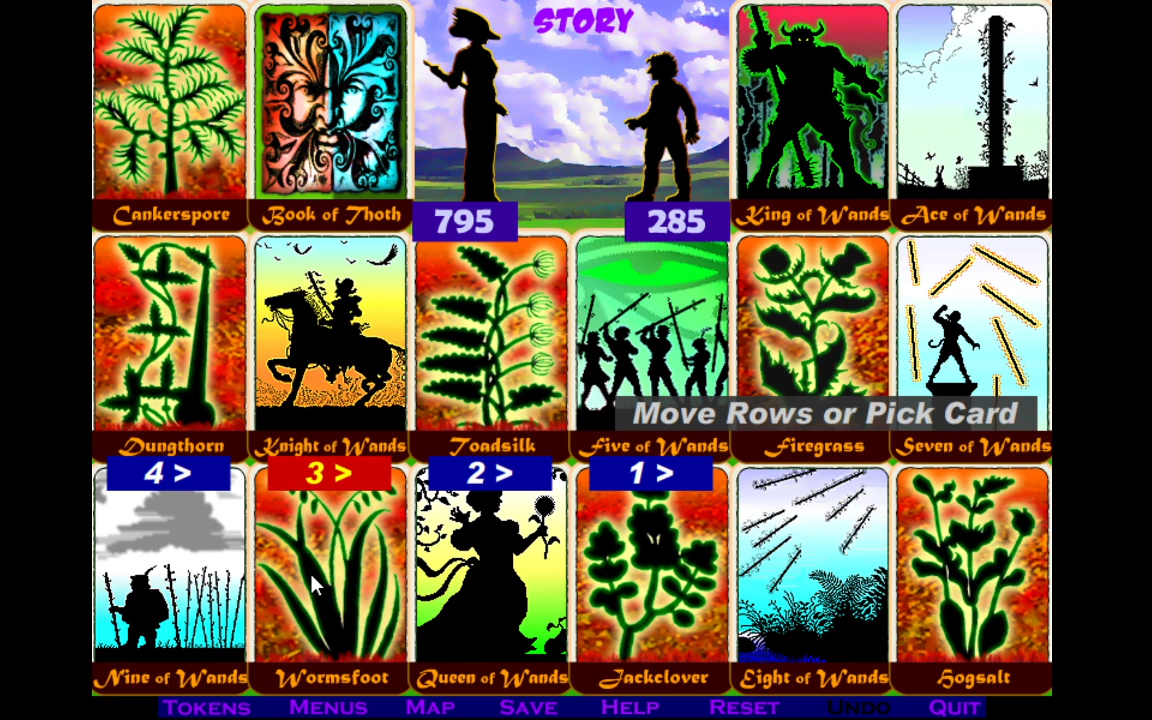 STORY
Cankerspore
Book of Thoth
795
285
King of Wands
Ace of Wands
Move Rows or Pick Card
Dungthorn
Knight of Wands
Toadsilk
Five of Wands
Firegrass
Seven of Wands
4 >
3 >
2 >
1 >
Nine of Wands
Wormsfoot
Queen of Wands
Jackclover
Eight of Wands
Hogsalt
Tokens Menus Map Save Help Reset Undo Quit